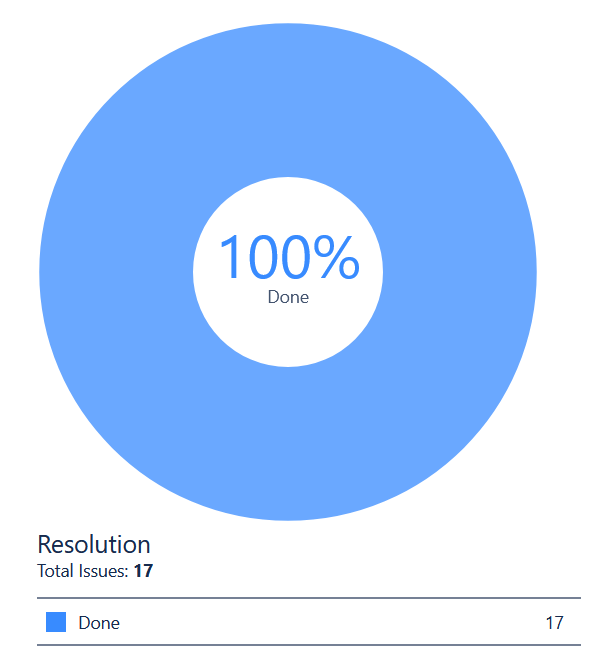 100%
Done
Resolution
Total Issues: 17
Done 17